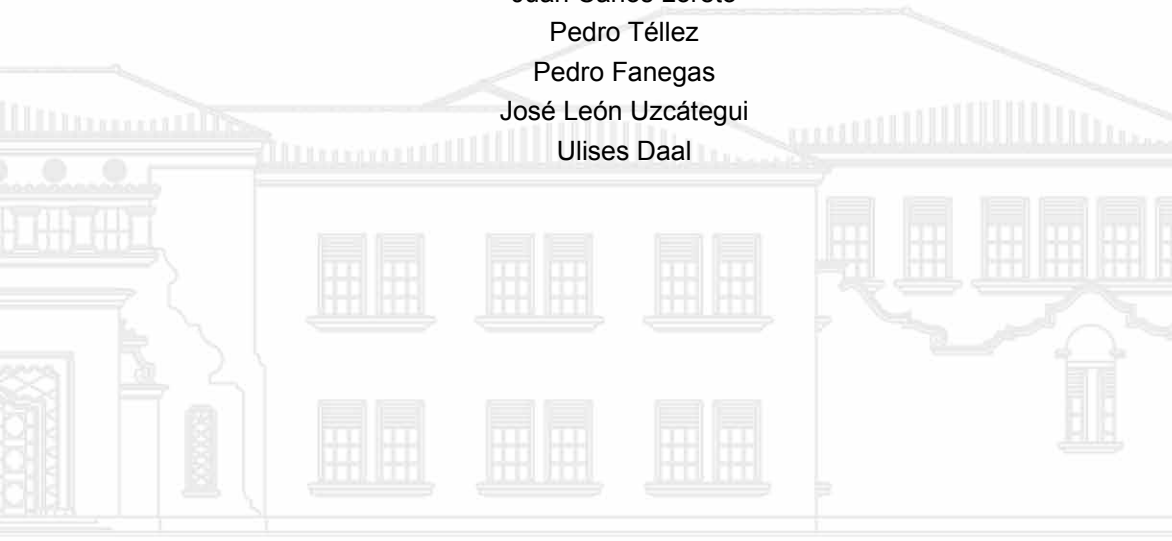 Pedro Téllez
Pedro Fanegas
José León Uzcátegui
Ulises Daal